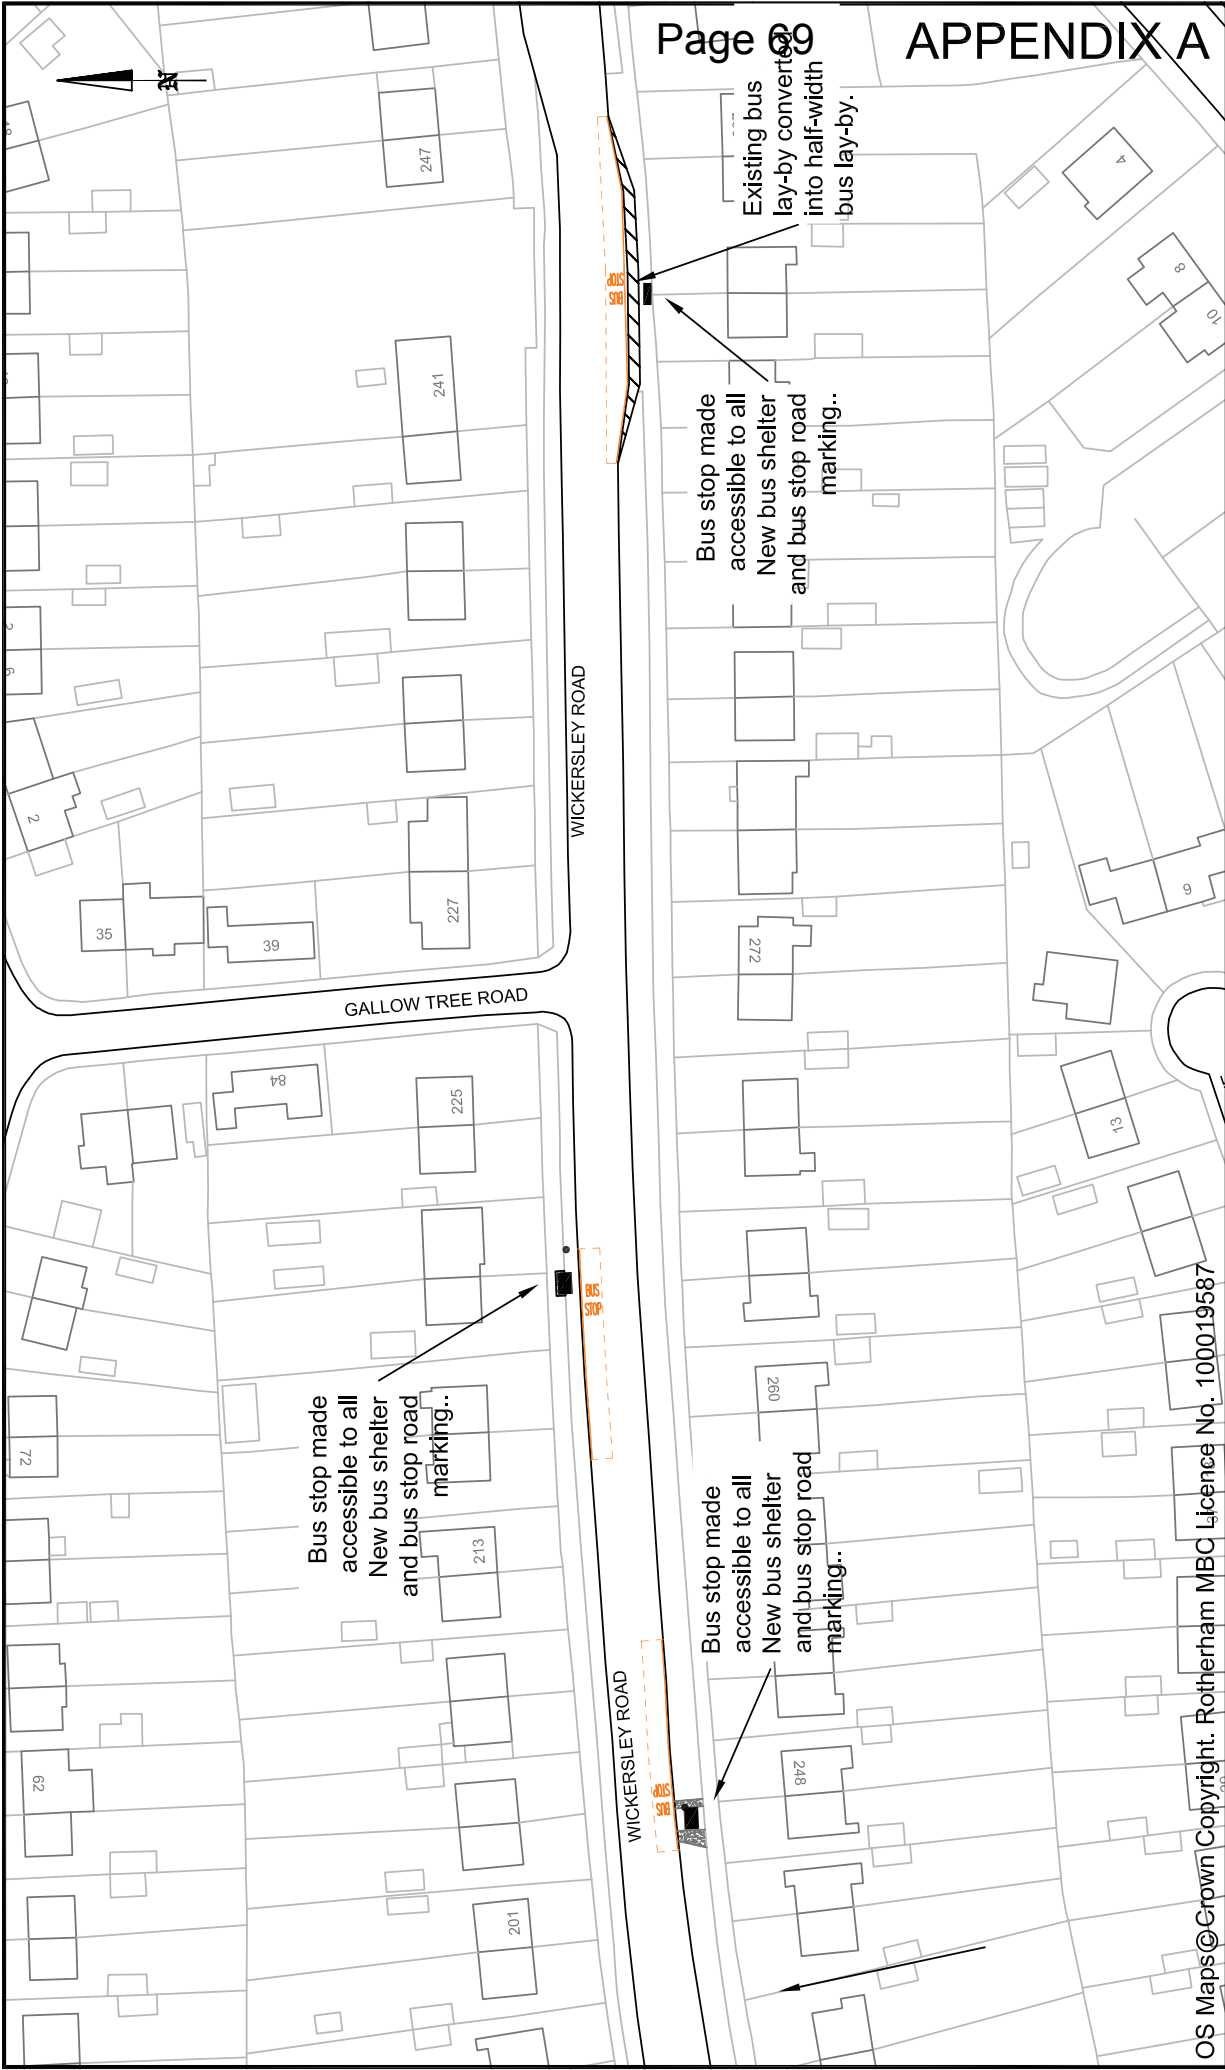 Page 69
APPENDIX A
N
Existing bus
lay-by converted
into half-width
bus lay-by.
BUS
STOP
Bus stop made
accessible to all
New bus shelter
and bus stop road
marking..
WICKERSLEY ROAD
GALLOW TREE ROAD
BUS
STOP
Bus stop made
accessible to all
New bus shelter
and bus stop road
marking..
Bus stop made
accessible to all
New bus shelter
and bus stop road
marking..
WICKERSLEY ROAD
BUS
STOP
247
241
227
225
213
201
35
39
84
2
2
6
72
62
272
260
248
4
8
10
9
13
OS Maps©Crown Copyright. Rotherham MBC Licence No. 100019587